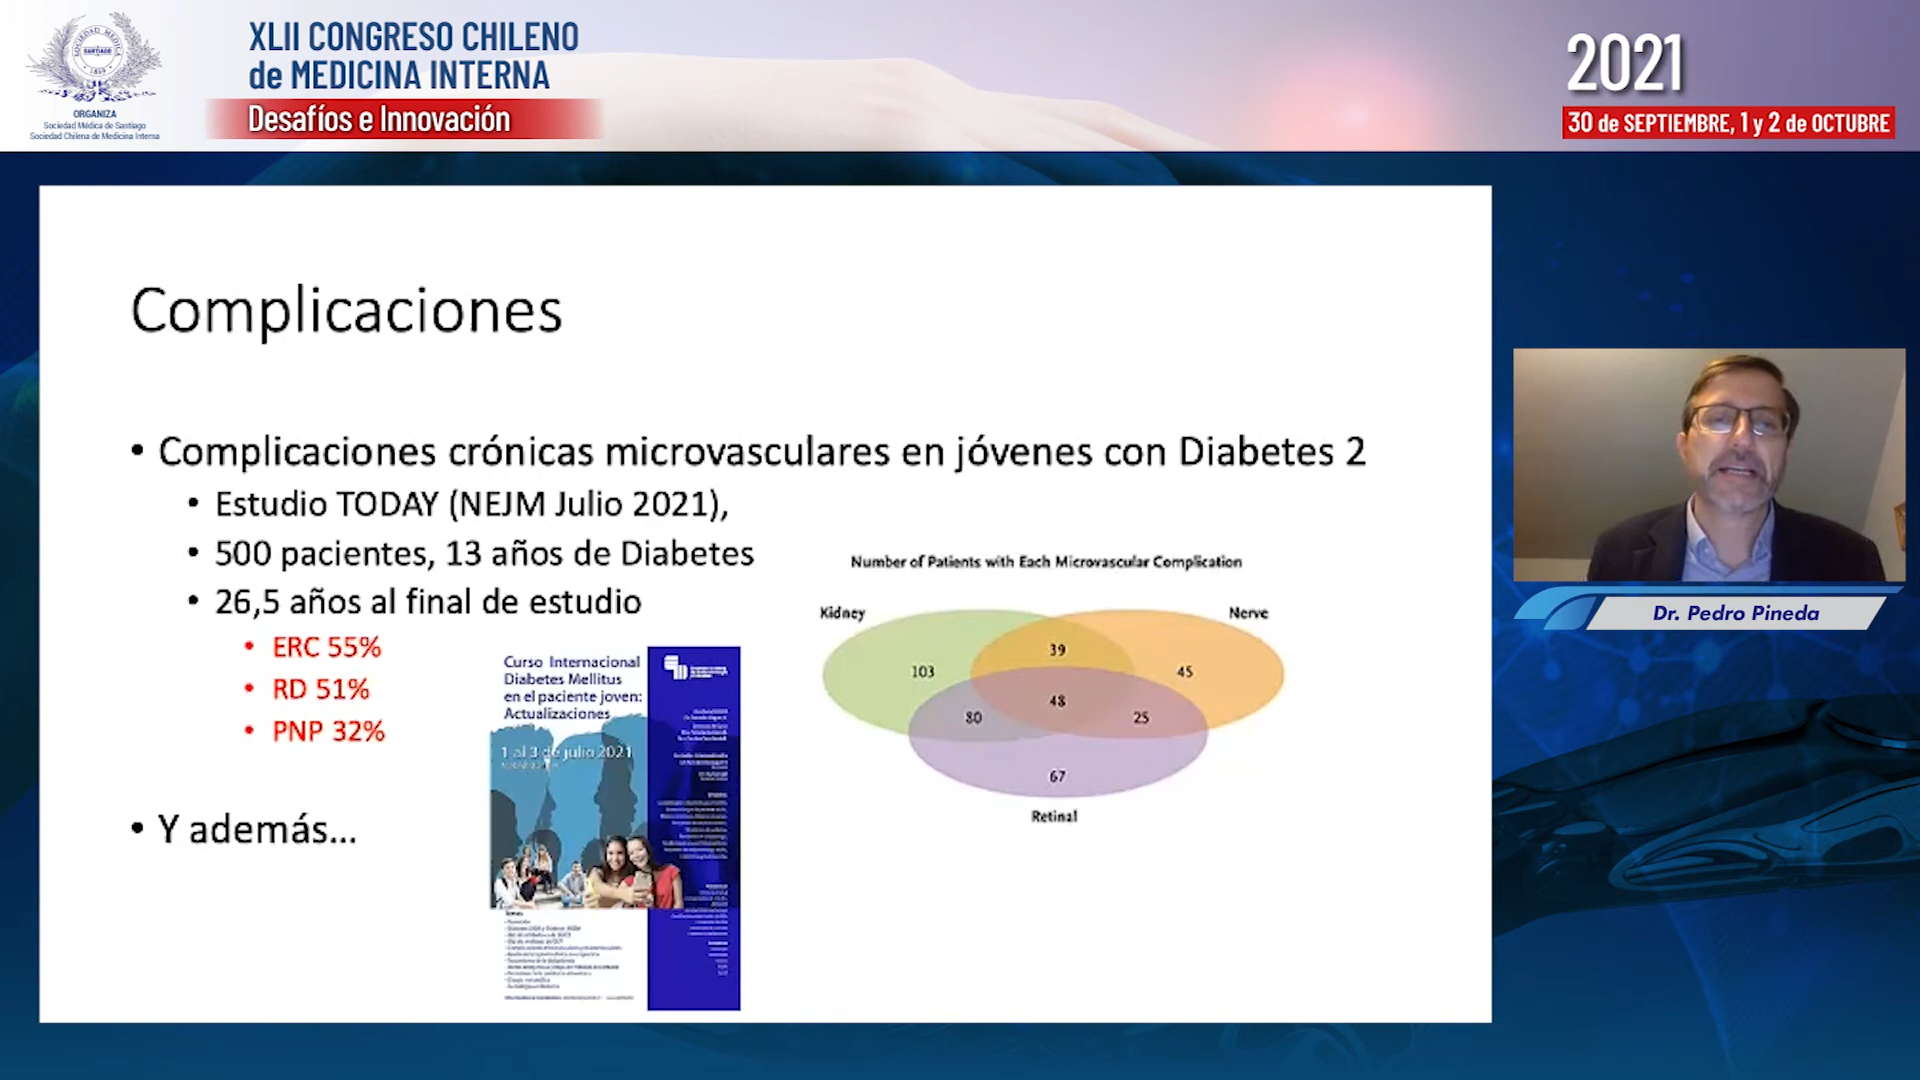 SOCIEDAD MÉDICA
SANTIAGO
1869
ORGANIZA
Sociedad Médica de Santiago
Sociedad Chilena de Medicina Interna
XLII CONGRESO CHILENO
de MEDICINA INTERNA
Desafíos e Innovación
2021
30 de SEPTIEMBRE, 1 y 2 de OCTUBRE
Complicaciones
• Complicaciones crónicas microvasculares en jóvenes con Diabetes 2
• Estudio TODAY (NEJM Julio 2021),
• 500 pacientes, 13 años de Diabetes
• 26,5 años al final de estudio
• ERC 55%
• RD 51%
• PNP 32%
• Y además...
Curso Internacional
Diabetes Mellitus
en el paciente joven:
Actualizaciones
1 al 3 de julio 2021
Number of Patients with Each Microvascular Complication
Kidney
Nerve
39
103
45
48
80
25
67
Retinal
Dr. Pedro Pineda